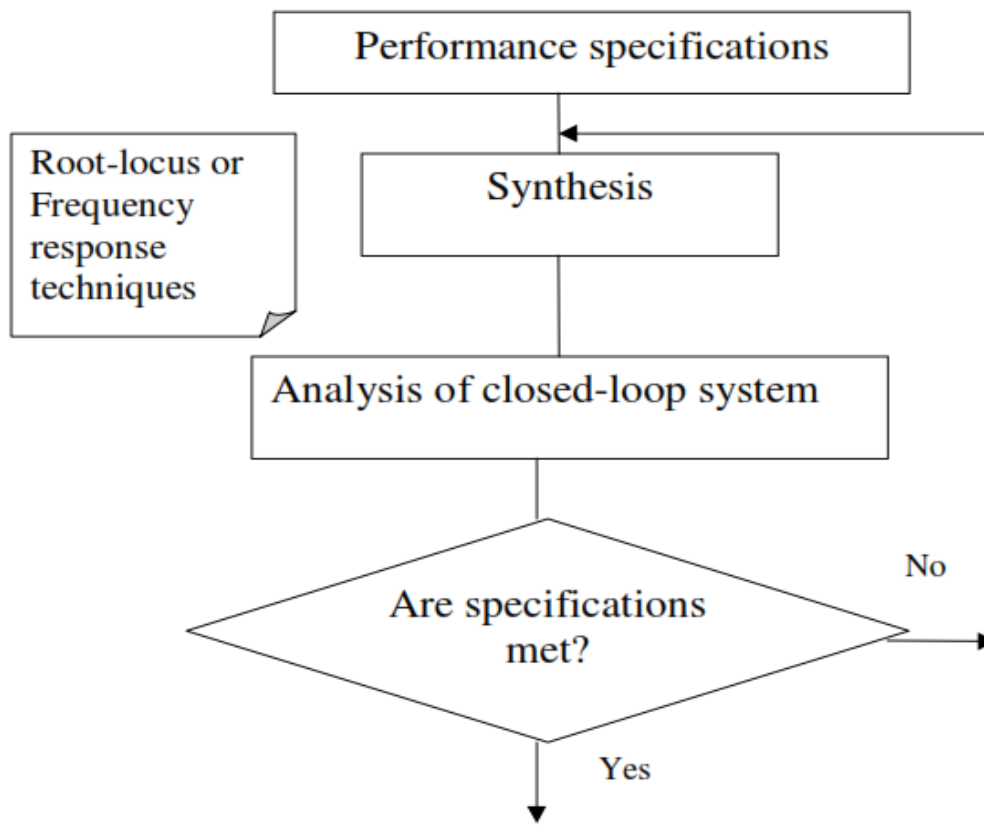 Performance specifications
Root-locus or
Frequency
response
techniques
Synthesis
Analysis of closed-loop system
Are specifications
met?
No
Yes